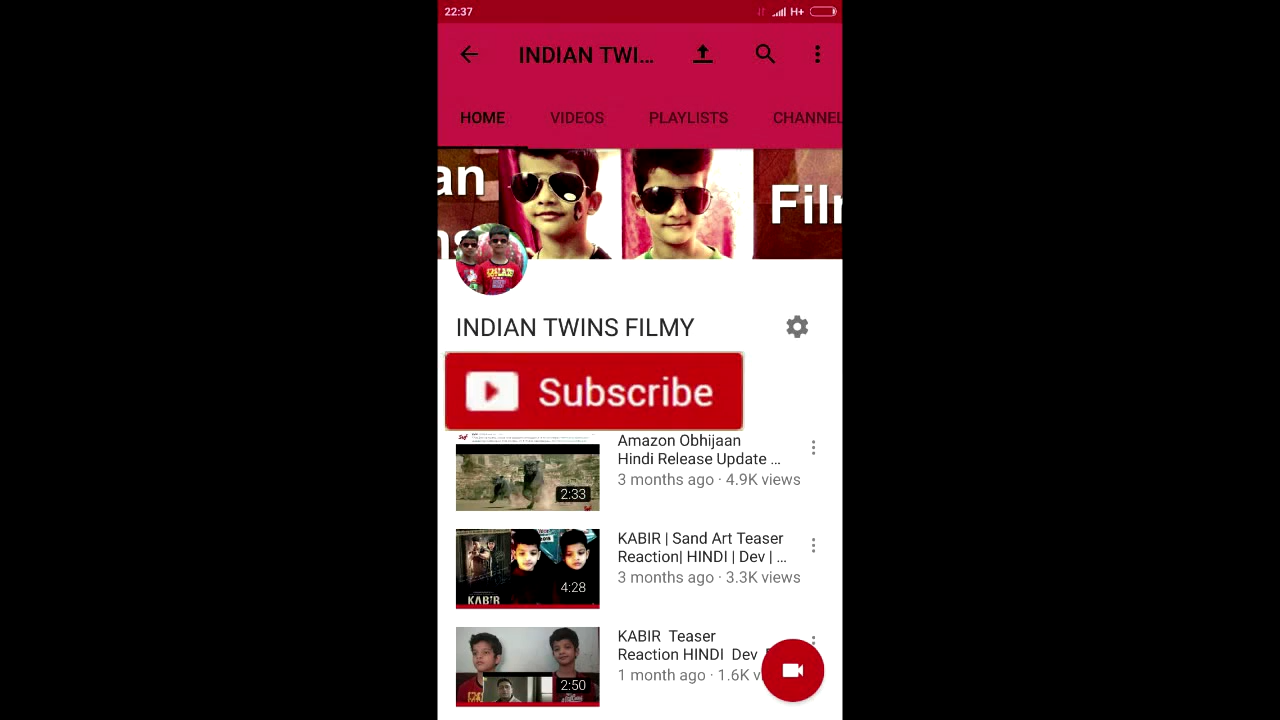 22:37
H+
INDIAN TWI...
HOME VIDEOS PLAYLISTS CHANNEL
an
Fil
INDIAN TWINS FILMY
Subscribe
Amazon Obhijaan
Hindi Release Update ...
3 months ago · 4.9K views
2:33
KABIR | Sand Art Teaser
Reaction| HINDI | Dev | ...
3 months ago · 3.3K views
4:28
KABIR
KABIR Teaser
Reaction HINDI Dev
1 month ago · 1.6K v
2:50